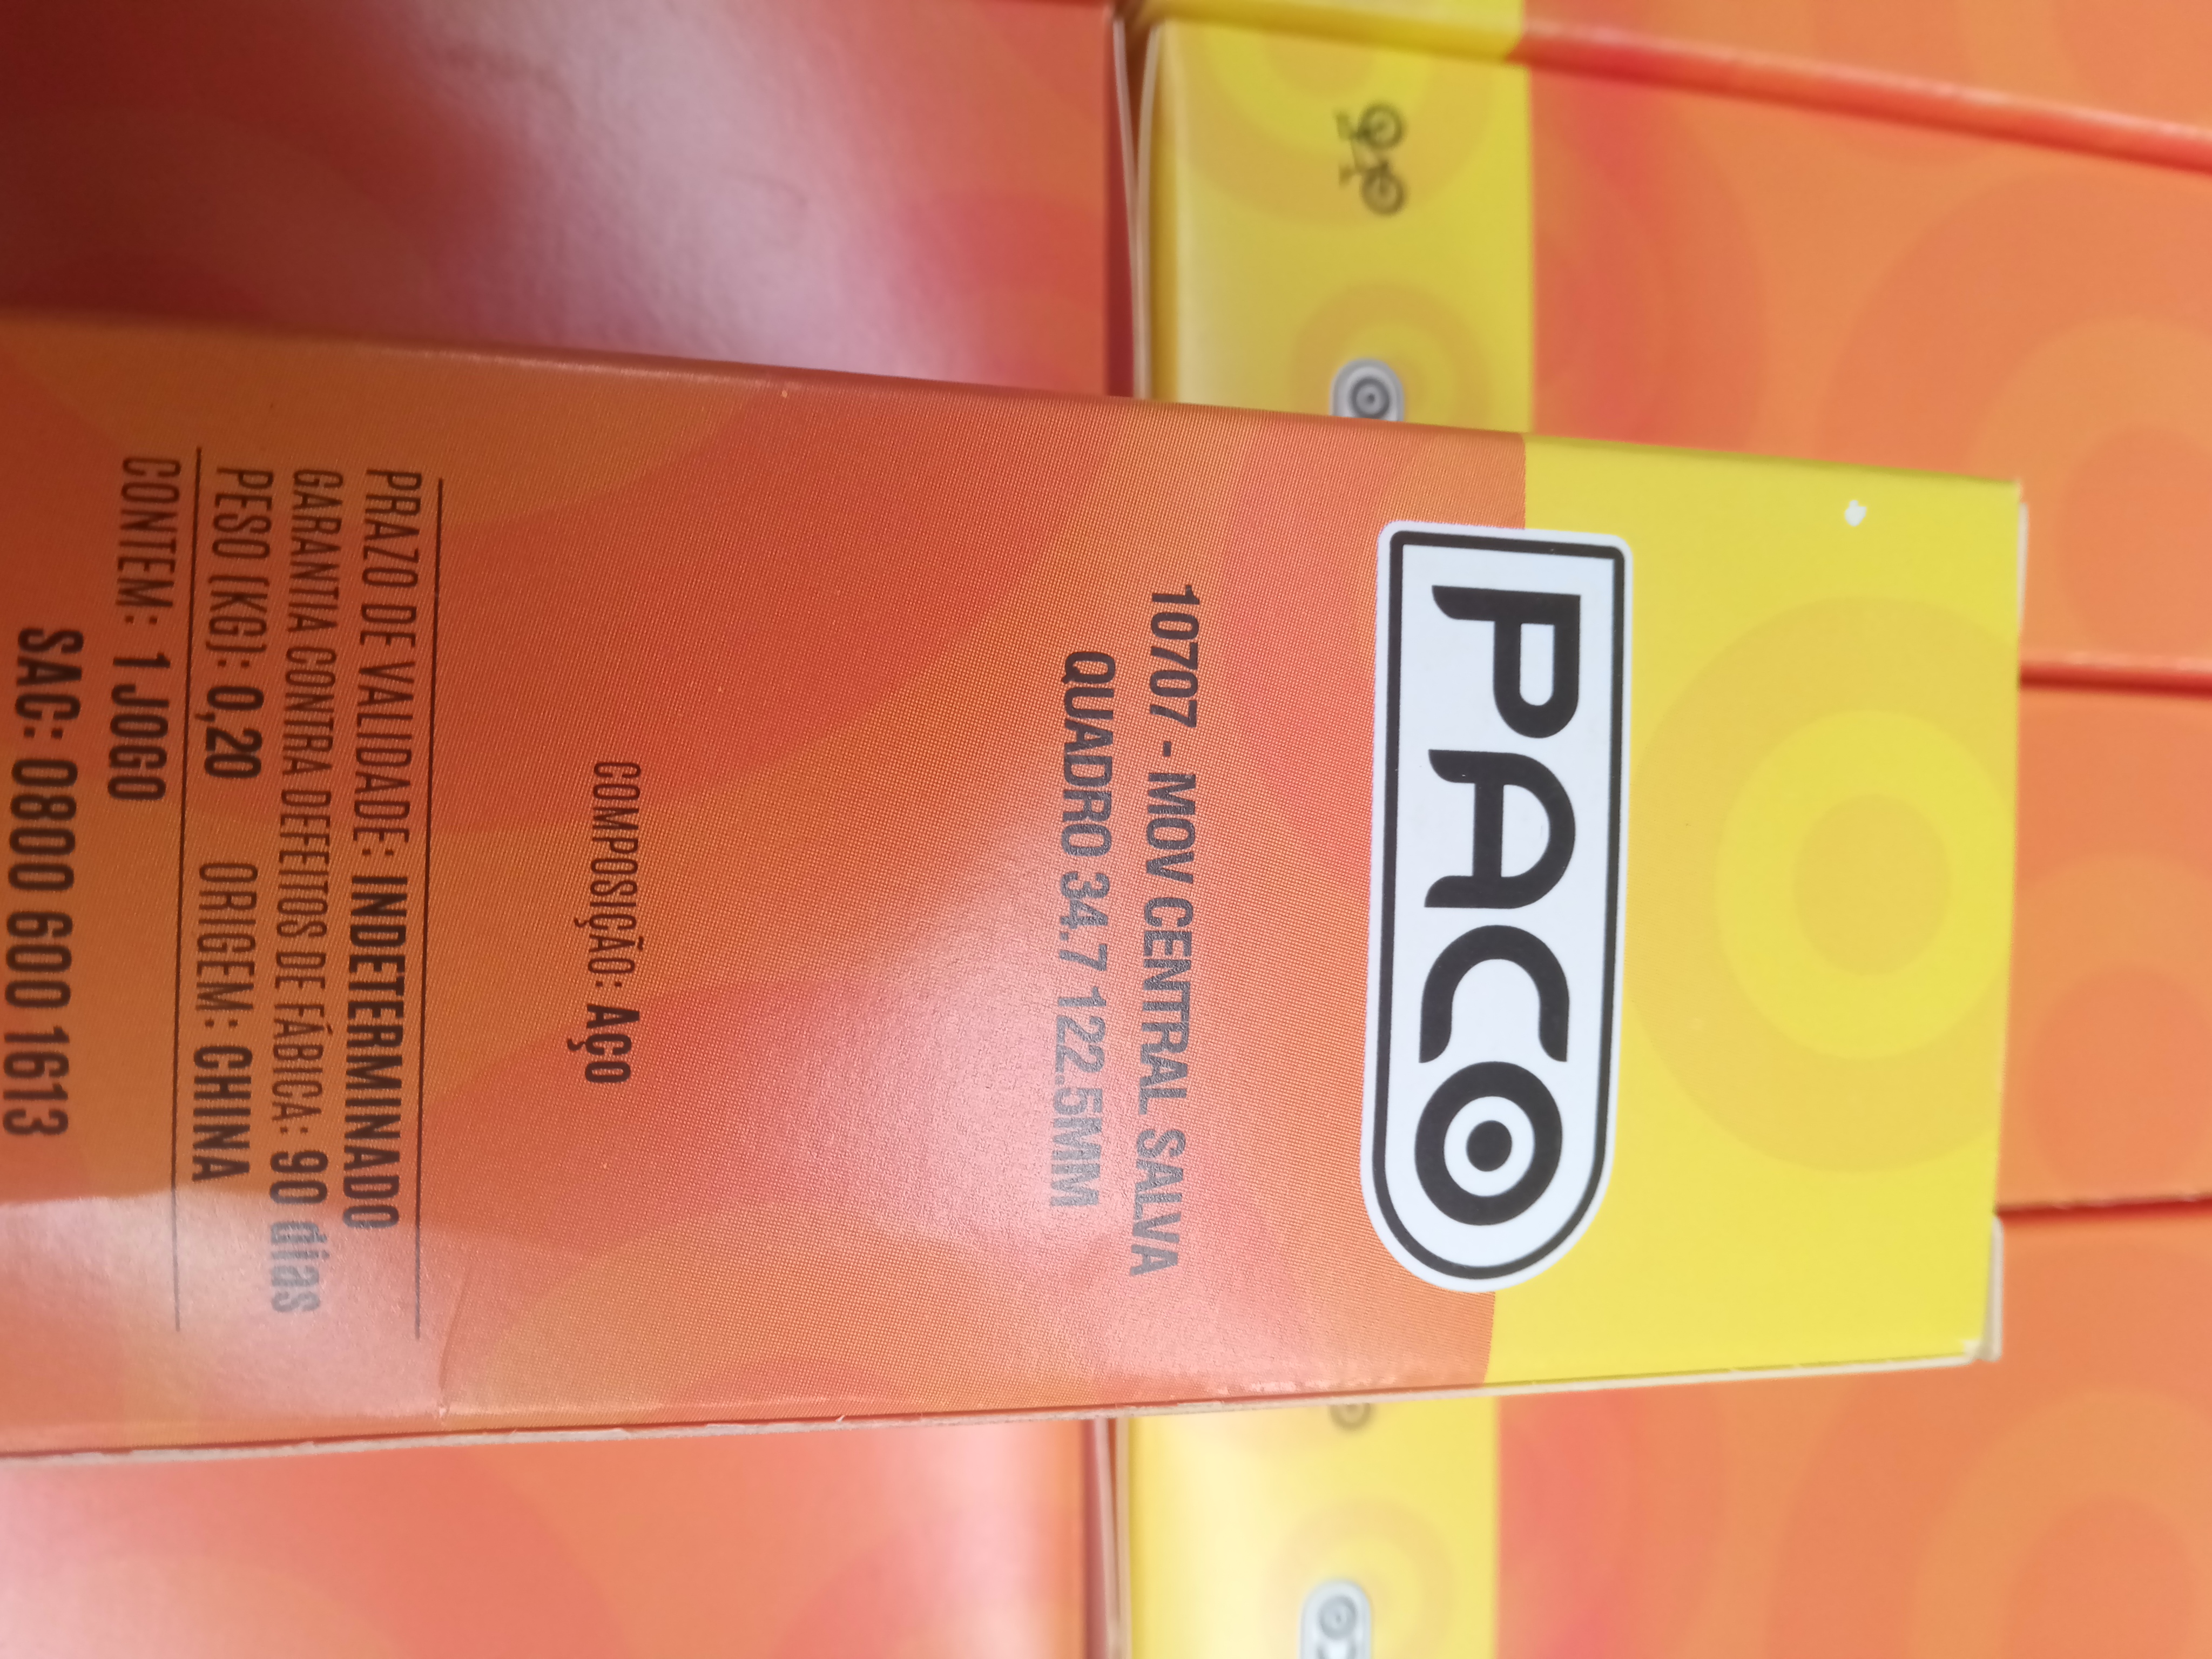 PACO
10707 - MOV CENTRAL SALVA
QUADRO 34.7 122.5MM
COMPOSIÇÃO: AÇO
PRAZO DE VALIDADE: INDETERMINADO
GARANTIA CONTRA DEFEITOS DE FÁBICA: 90 dias
PESO (KG): 0,20 ORIGEM: CHINA
CONTEM: 1 JOGO
SAC: 0800 600 1613